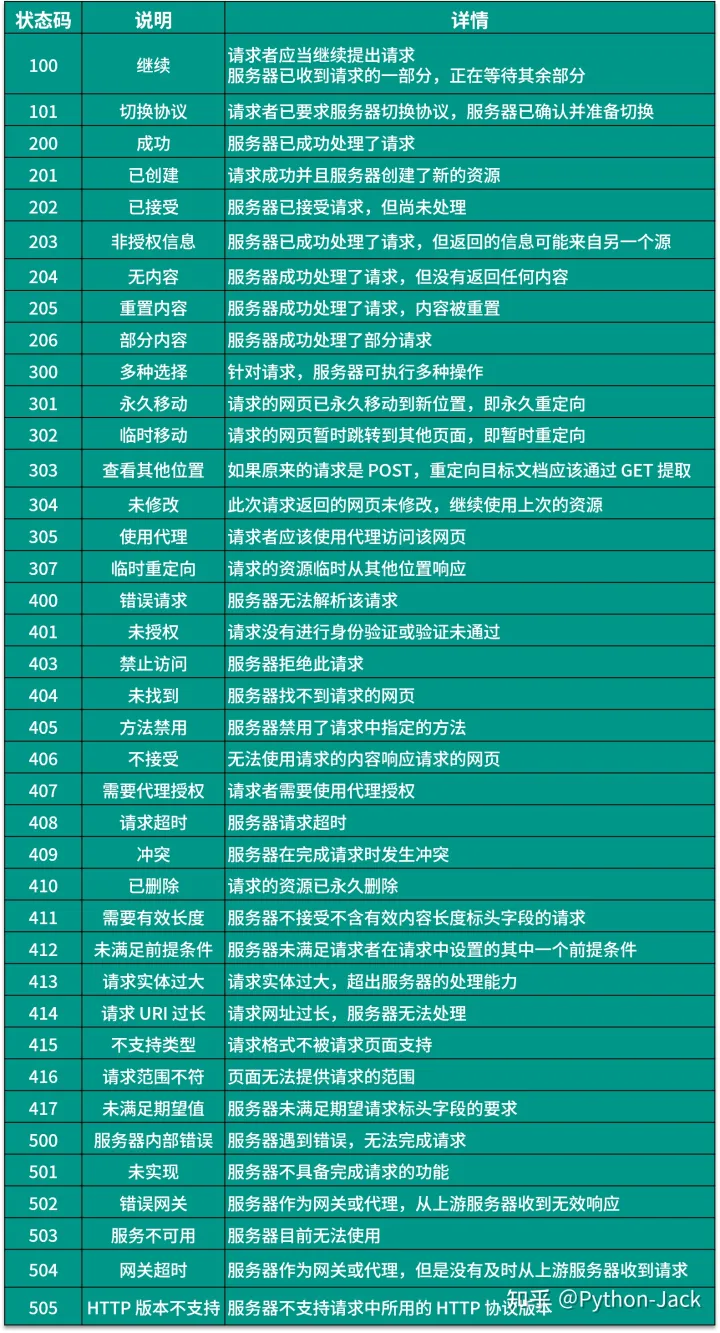 状态码 说明 详情
100 继续 请求者应当继续提出请求
服务器已收到请求的一部分，正在等待其余部分
101 切换协议 请求者已要求服务器切换协议，服务器已确认并准备切换
200 成功 服务器已成功处理了请求
201 已创建 请求成功并且服务器创建了新的资源
202 已接受 服务器已接受请求，但尚未处理
203 非授权信息 服务器已成功处理了请求，但返回的信息可能来自另一个源
204 无内容 服务器成功处理了请求，但没有返回任何内容
205 重置内容 服务器成功处理了请求，内容被重置
206 部分内容 服务器成功处理了部分请求
300 多种选择 针对请求，服务器可执行多种操作
301 永久移动 请求的网页已永久移动到新位置，即永久重定向
302 临时移动 请求的网页暂时跳转到其他页面，即暂时重定向
303 查看其他位置 如果原来的请求是 POST，重定向目标文档应该通过 GET 提取
304 未修改 此次请求返回的网页未修改，继续使用上次的资源
305 使用代理 请求者应该使用代理访问该网页
307 临时重定向 请求的资源临时从其他位置响应
400 错误请求 服务器无法解析该请求
401 未授权 请求没有进行身份验证或验证未通过
403 禁止访问 服务器拒绝此请求
404 未找到 服务器找不到请求的网页
405 方法禁用 服务器禁用了请求中指定的方法
406 不接受 无法使用请求的内容响应请求的网页
407 需要代理授权 请求者需要使用代理授权
408 请求超时 服务器请求超时
409 冲突 服务器在完成请求时发生冲突
410 已删除 请求的资源已永久删除
411 需要有效长度 服务器不接受不含有效内容长度标头字段的请求
412 未满足前提条件 服务器未满足请求者在请求中设置的其中一个前提条件
413 请求实体过大 请求实体过大，超出服务器的处理能力
414 请求 URI 过长 请求网址过长，服务器无法处理
415 不支持类型 请求格式不被请求页面支持
416 请求范围不符 页面无法提供请求的范围
417 未满足期望值 服务器未满足期望请求标头字段的要求
500 服务器内部错误 服务器遇到错误，无法完成请求
501 未实现 服务器不具备完成请求的功能
502 错误网关 服务器作为网关或代理，从上游服务器收到无效响应
503 服务不可用 服务器目前无法使用
504 网关超时 服务器作为网关或代理，但是没有及时从上游服务器收到请求
505 HTTP 版本不支持 服务器不支持请求中所用的 HTTP 协议版本
知乎 @Python-Jack